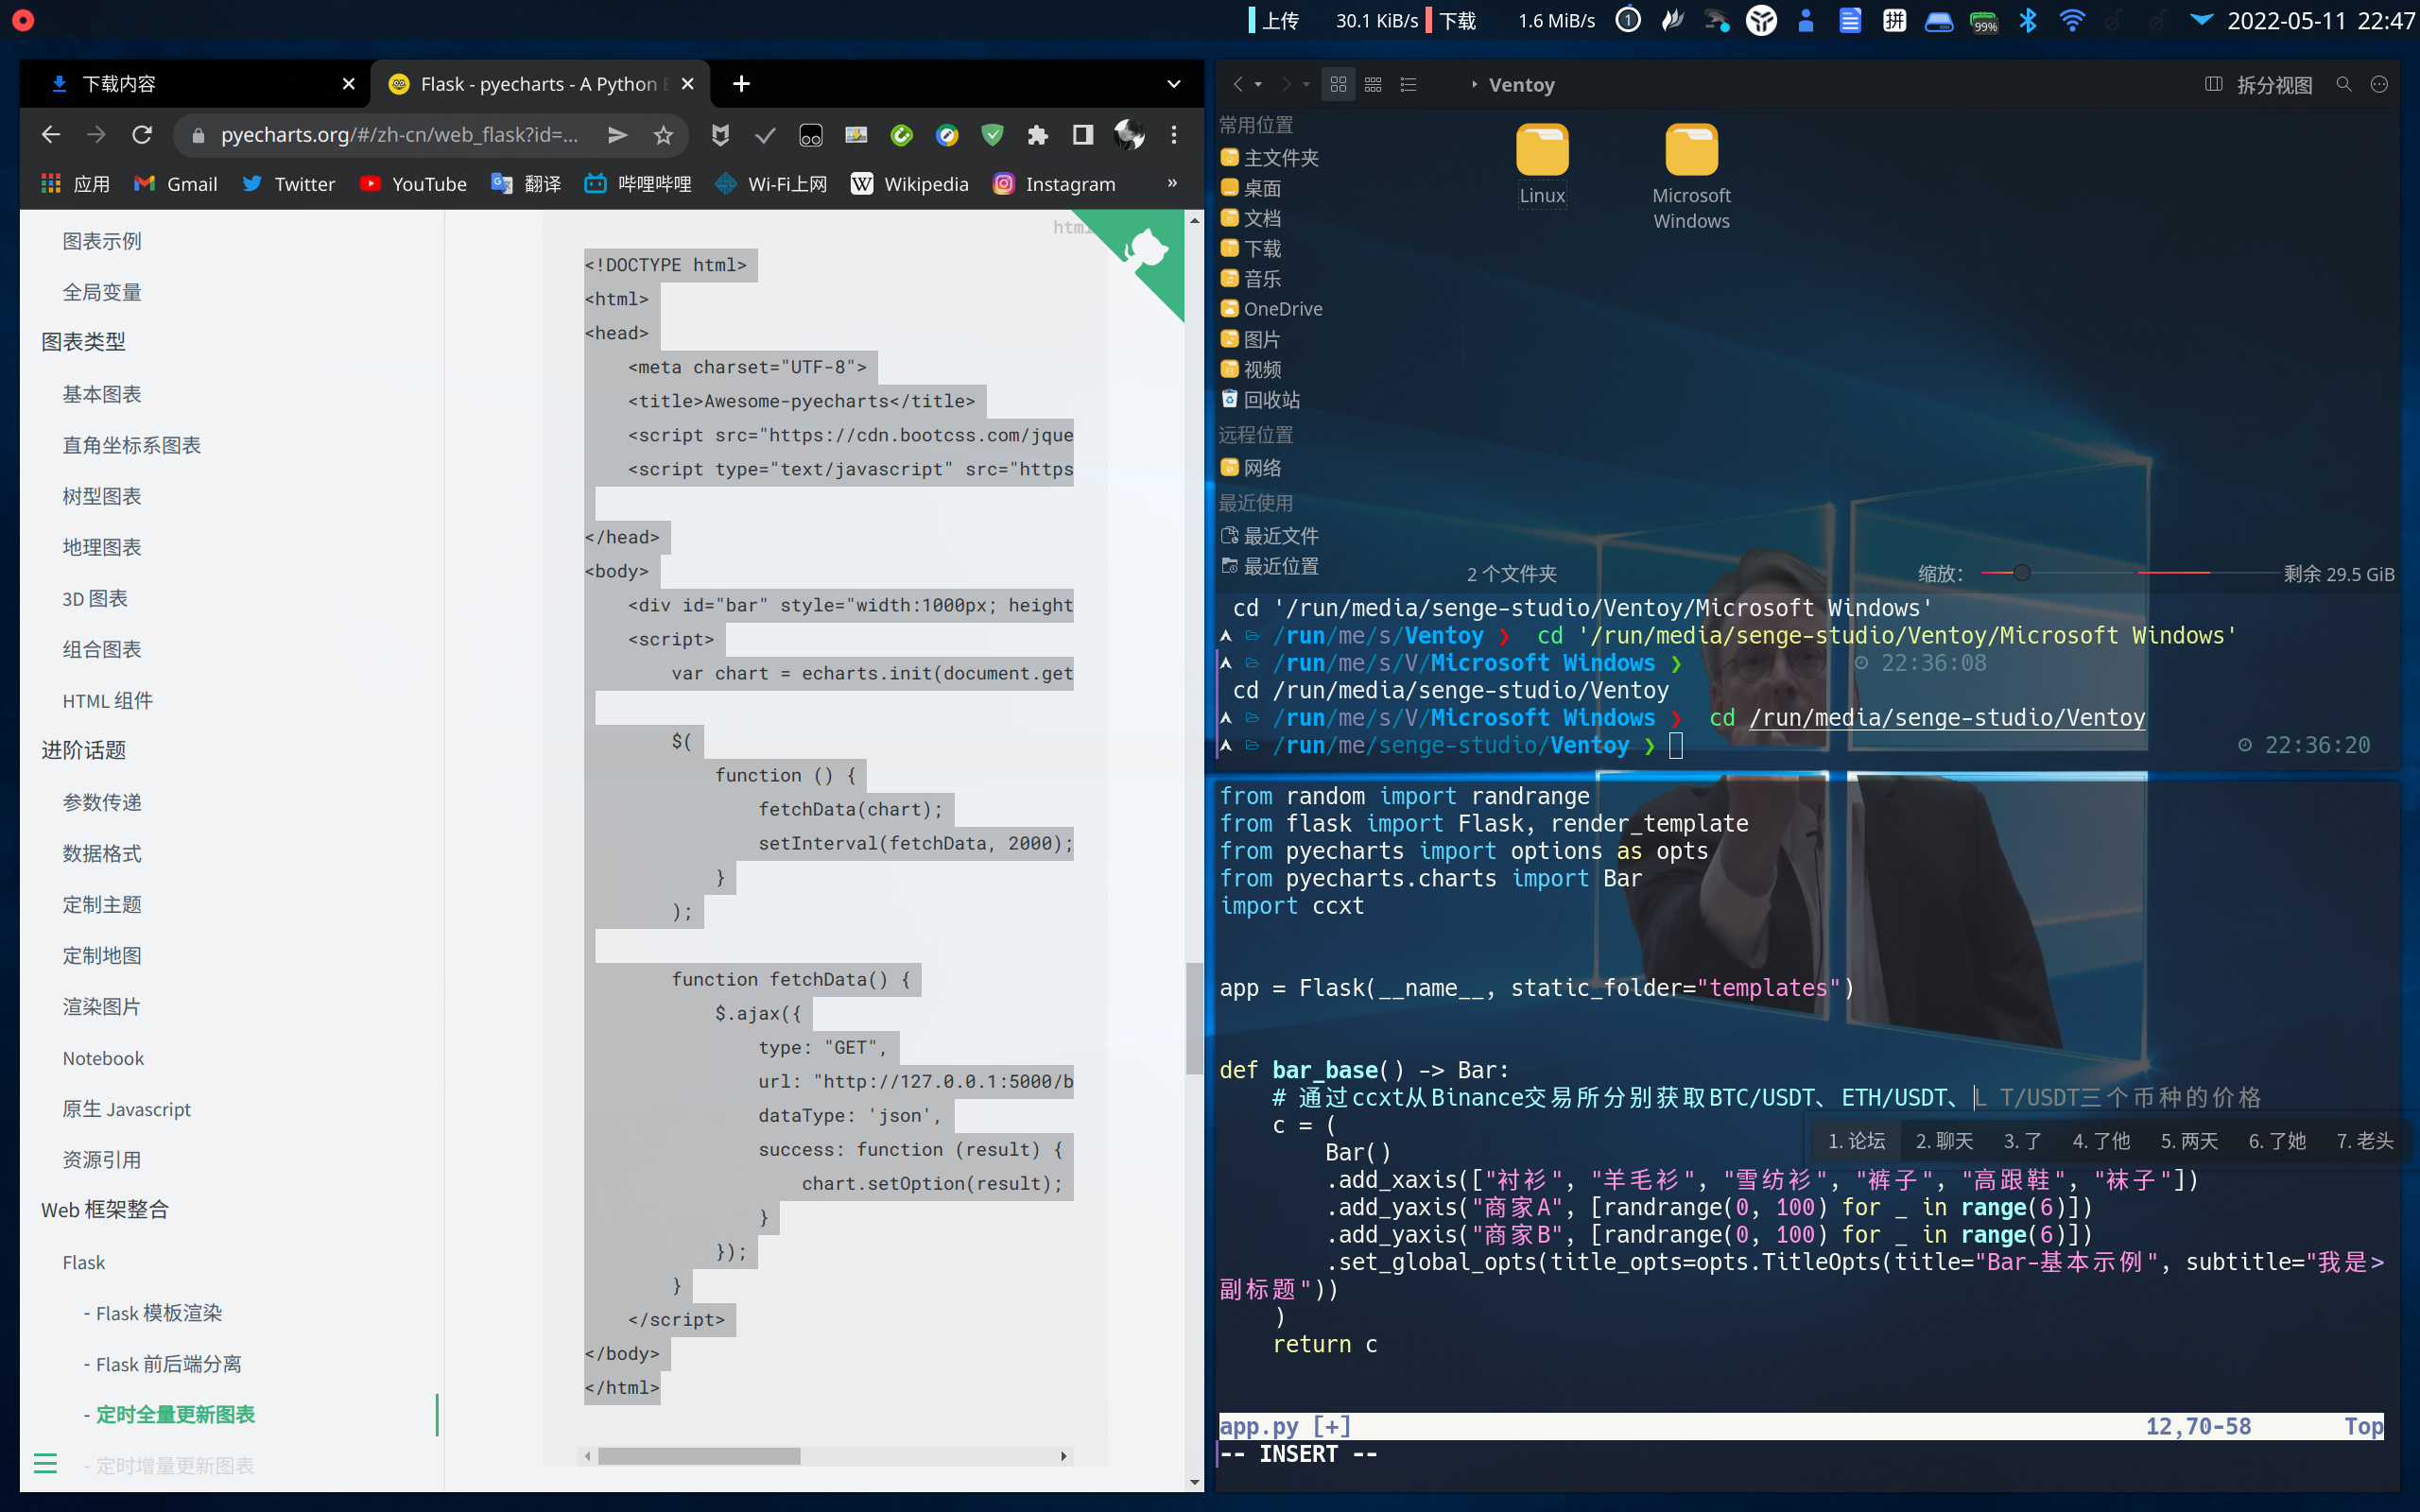 上传 30.1 KiB/s 下载 1.6 MiB/s 1 拼 99% 2022-05-11 22:47
下载内容
Flask - pyecharts - A Python E
pyecharts.org/#/zh-cn/web_flask?id=...
应用 Gmail Twitter YouTube 翻译 哔哩哔哩 Wi-Fi上网 Wikipedia Instagram »
图表示例
全局变量
图表类型
基本图表
直角坐标系图表
树型图表
地理图表
3D 图表
组合图表
HTML 组件
进阶话题
参数传递
数据格式
定制主题
定制地图
渲染图片
Notebook
原生 Javascript
资源引用
Web 框架整合
Flask
- Flask 模板渲染
- Flask 前后端分离
- 定时全量更新图表
- 定时增量更新图表
html
<!DOCTYPE html>
<html>
<head>
    <meta charset="UTF-8">
    <title>Awesome-pyecharts</title>
    <script src="https://cdn.bootcss.com/jque
    <script type="text/javascript" src="https
</head>
<body>
    <div id="bar" style="width:1000px; height
    <script>
        var chart = echarts.init(document.get
        $(
            function () {
                fetchData(chart);
                setInterval(fetchData, 2000);
            }
        );
        function fetchData() {
            $.ajax({
                type: "GET",
                url: "http://127.0.0.1:5000/b
                dataType: 'json',
                success: function (result) {
                    chart.setOption(result);
                }
            });
        }
    </script>
</body>
</html>
Ventoy
拆分视图
常用位置
主文件夹
桌面
文档
下载
音乐
OneDrive
图片
视频
回收站
远程位置
网络
最近使用
最近文件
最近位置
Linux
Microsoft Windows
2 个文件夹
缩放：
剩余 29.5 GiB
cd '/run/media/senge-studio/Ventoy/Microsoft Windows'
/run/me/s/Ventoy ❯ cd '/run/media/senge-studio/Ventoy/Microsoft Windows'
/run/me/s/V/Microsoft Windows ❯ 22:36:08
cd /run/media/senge-studio/Ventoy
/run/me/s/V/Microsoft Windows ❯ cd /run/media/senge-studio/Ventoy
/run/me/senge-studio/Ventoy ❯ 22:36:20
from random import randrange
from flask import Flask, render_template
from pyecharts import options as opts
from pyecharts.charts import Bar
import ccxt
app = Flask(__name__, static_folder="templates")
def bar_base() -> Bar:
    # 通过ccxt从Binance交易所分别获取BTC/USDT、ETH/USDT、L T/USDT三个币种的价格
    c = (
1. 论坛 2. 聊天 3. 了 4. 了他 5. 两天 6. 了她 7. 老头
        Bar()
        .add_xaxis(["衬衫", "羊毛衫", "雪纺衫", "裤子", "高跟鞋", "袜子"])
        .add_yaxis("商家A", [randrange(0, 100) for _ in range(6)])
        .add_yaxis("商家B", [randrange(0, 100) for _ in range(6)])
        .set_global_opts(title_opts=opts.TitleOpts(title="Bar-基本示例", subtitle="我是>
副标题"))
    )
    return c
app.py [+] 12,70-58 Top
-- INSERT --